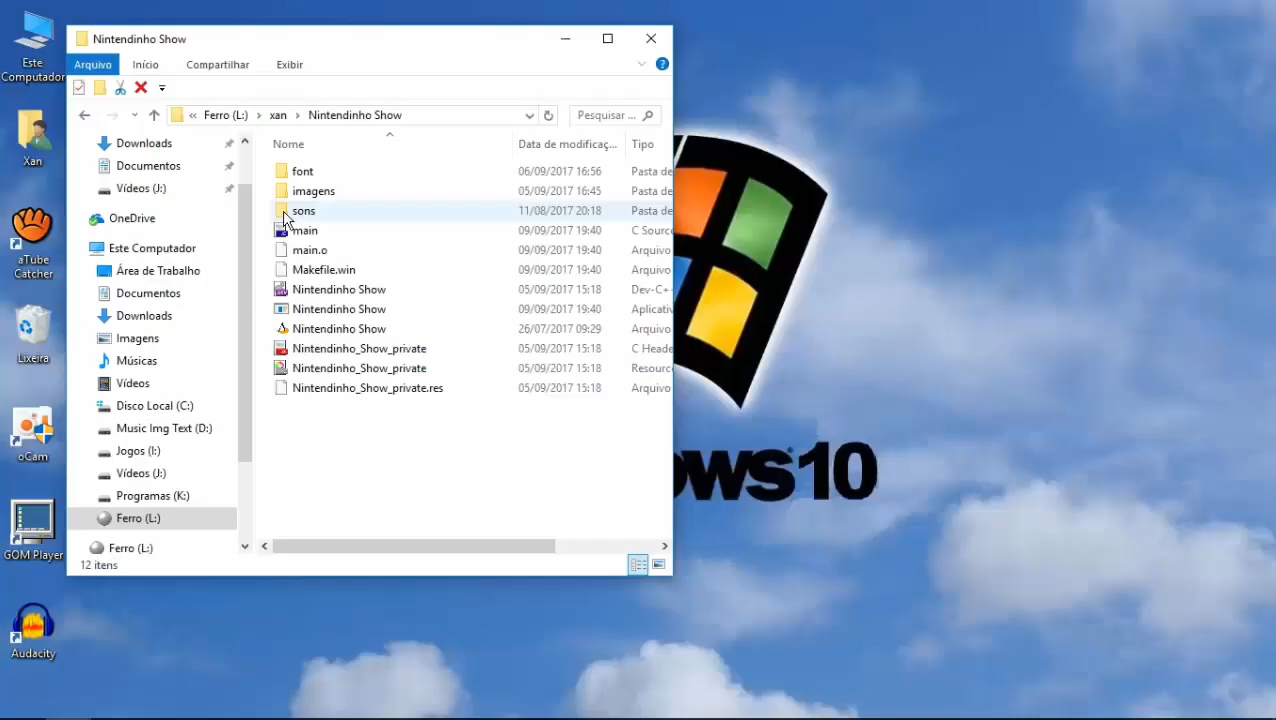 Este Computador
Xan
aTube Catcher
Lixeira
oCam
GOM Player
Audacity
Nintendinho Show
Arquivo Início Compartilhar Exibir
« Ferro (L:) > xan > Nintendinho Show
Pesquisar ...
Downloads
Documentos
Vídeos (J:)
OneDrive
Este Computador
Área de Trabalho
Documentos
Downloads
Imagens
Músicas
Vídeos
Disco Local (C:)
Music Img Text (D:)
Jogos (I:)
Vídeos (J:)
Programas (K:)
Ferro (L:)
Ferro (L:)
Nome Data de modificaç... Tipo
font 06/09/2017 16:56 Pasta de
imagens 05/09/2017 16:45 Pasta de
sons 11/08/2017 20:18 Pasta de
main 09/09/2017 19:40 C Sourc
main.o 09/09/2017 19:40 Arquivo
Makefile.win 09/09/2017 19:40 Arquivo
Nintendinho Show 05/09/2017 15:18 Dev-C+
Nintendinho Show 09/09/2017 19:40 Aplicati
Nintendinho Show 26/07/2017 09:29 Arquivo
Nintendinho_Show_private 05/09/2017 15:18 C Heade
Nintendinho_Show_private 05/09/2017 15:18 Resourc
Nintendinho_Show_private.res 05/09/2017 15:18 Arquivo
12 itens
ows10